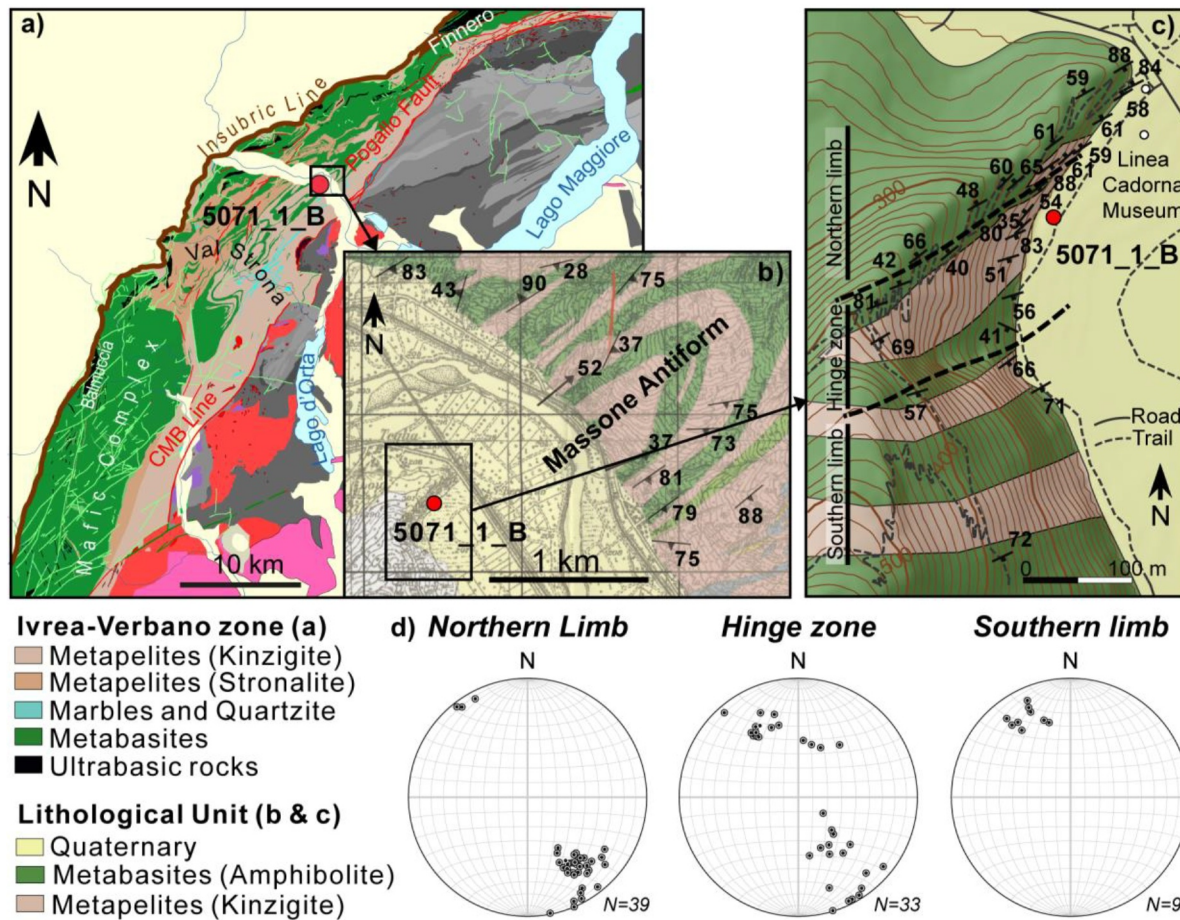 a)
Finnero
Insubric Line
Pogallo Fault
N
5071_1_B
Val Strona
Lago Maggiore
Balmuccia
Mafic Complex
CMB Line
Lago d'Orta
10 km
b)
83
43
90
28
75
N
37
52
Massone Antiform
75
37
73
81
79
88
75
5071_1_B
1 km
c)
88
84
59
58
61
61
59
60
65
61
88
Linea
Cadorna
Museum
48
54
35
80
83
5071_1_B
300
66
42
40
51
81
56
41
69
66
57
71
400
72
500
Northern limb
Hinge zone
Southern limb
Road
Trail
N
0
100 m
Ivrea-Verbano zone (a)
Metapelites (Kinzigite)
Metapelites (Stronalite)
Marbles and Quartzite
Metabasites
Ultrabasic rocks
Lithological Unit (b & c)
Quaternary
Metabasites (Amphibolite)
Metapelites (Kinzigite)
d)
Northern Limb
Hinge zone
Southern limb
N
N
N
N=39
N=33
N=9